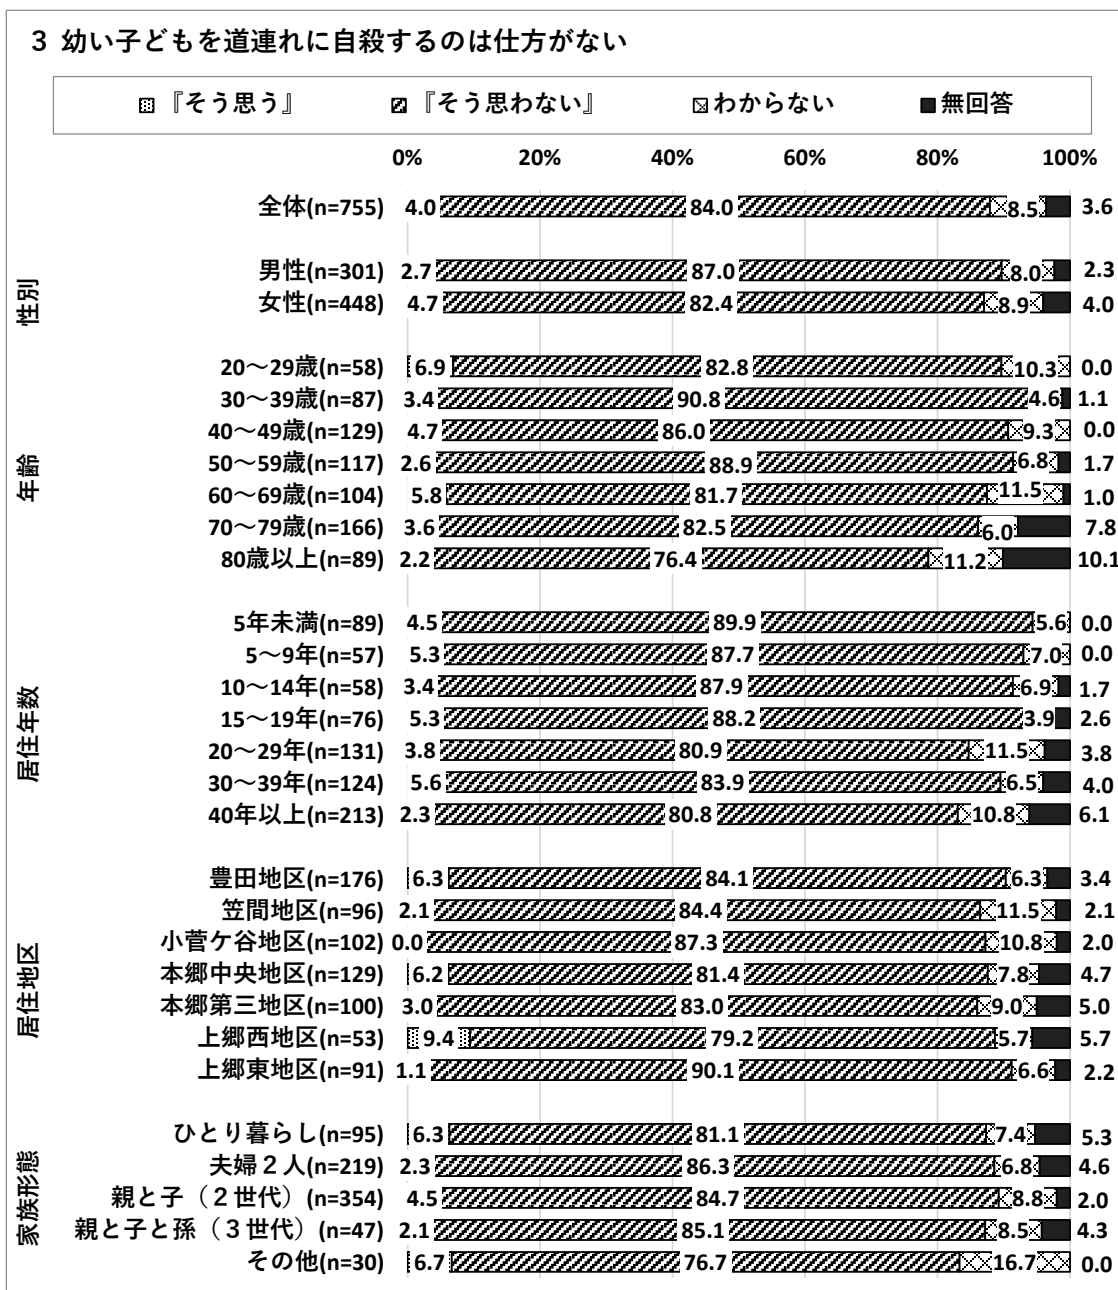 3 幼い子どもを道連れに自殺するのは仕方がない
『そう思う』 『そう思わない』 わからない 無回答
0% 20% 40% 60% 80% 100%
全体(n=755) 4.0 84.0 8.5 3.6
性別
男性(n=301) 2.7 87.0 8.0 2.3
女性(n=448) 4.7 82.4 8.9 4.0
年齢
20～29歳(n=58) 6.9 82.8 10.3 0.0
30～39歳(n=87) 3.4 90.8 4.6 1.1
40～49歳(n=129) 4.7 86.0 9.3 0.0
50～59歳(n=117) 2.6 88.9 6.8 1.7
60～69歳(n=104) 5.8 81.7 11.5 1.0
70～79歳(n=166) 3.6 82.5 6.0 7.8
80歳以上(n=89) 2.2 76.4 11.2 10.1
居住年数
5年未満(n=89) 4.5 89.9 5.6 0.0
5～9年(n=57) 5.3 87.7 7.0 0.0
10～14年(n=58) 3.4 87.9 6.9 1.7
15～19年(n=76) 5.3 88.2 3.9 2.6
20～29年(n=131) 3.8 80.9 11.5 3.8
30～39年(n=124) 5.6 83.9 6.5 4.0
40年以上(n=213) 2.3 80.8 10.8 6.1
居住地区
豊田地区(n=176) 6.3 84.1 6.3 3.4
笠間地区(n=96) 2.1 84.4 11.5 2.1
小菅ケ谷地区(n=102) 0.0 87.3 10.8 2.0
本郷中央地区(n=129) 6.2 81.4 7.8 4.7
本郷第三地区(n=100) 3.0 83.0 9.0 5.0
上郷西地区(n=53) 9.4 79.2 5.7 5.7
上郷東地区(n=91) 1.1 90.1 6.6 2.2
家族形態
ひとり暮らし(n=95) 6.3 81.1 7.4 5.3
夫婦２人(n=219) 2.3 86.3 6.8 4.6
親と子（２世代）(n=354) 4.5 84.7 8.8 2.0
親と子と孫（３世代）(n=47) 2.1 85.1 8.5 4.3
その他(n=30) 6.7 76.7 16.7 0.0